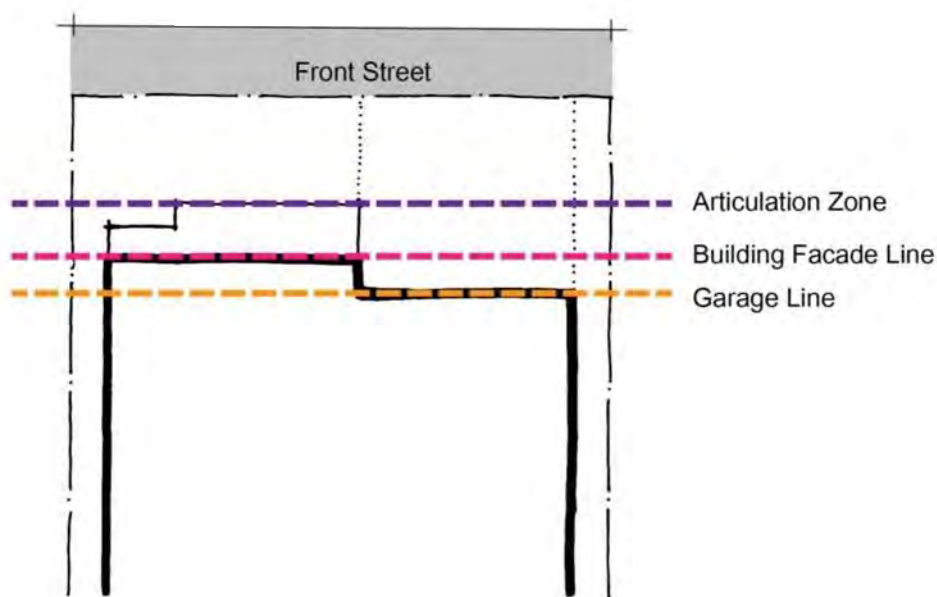 Front Street
Articulation Zone
Building Facade Line
Garage Line